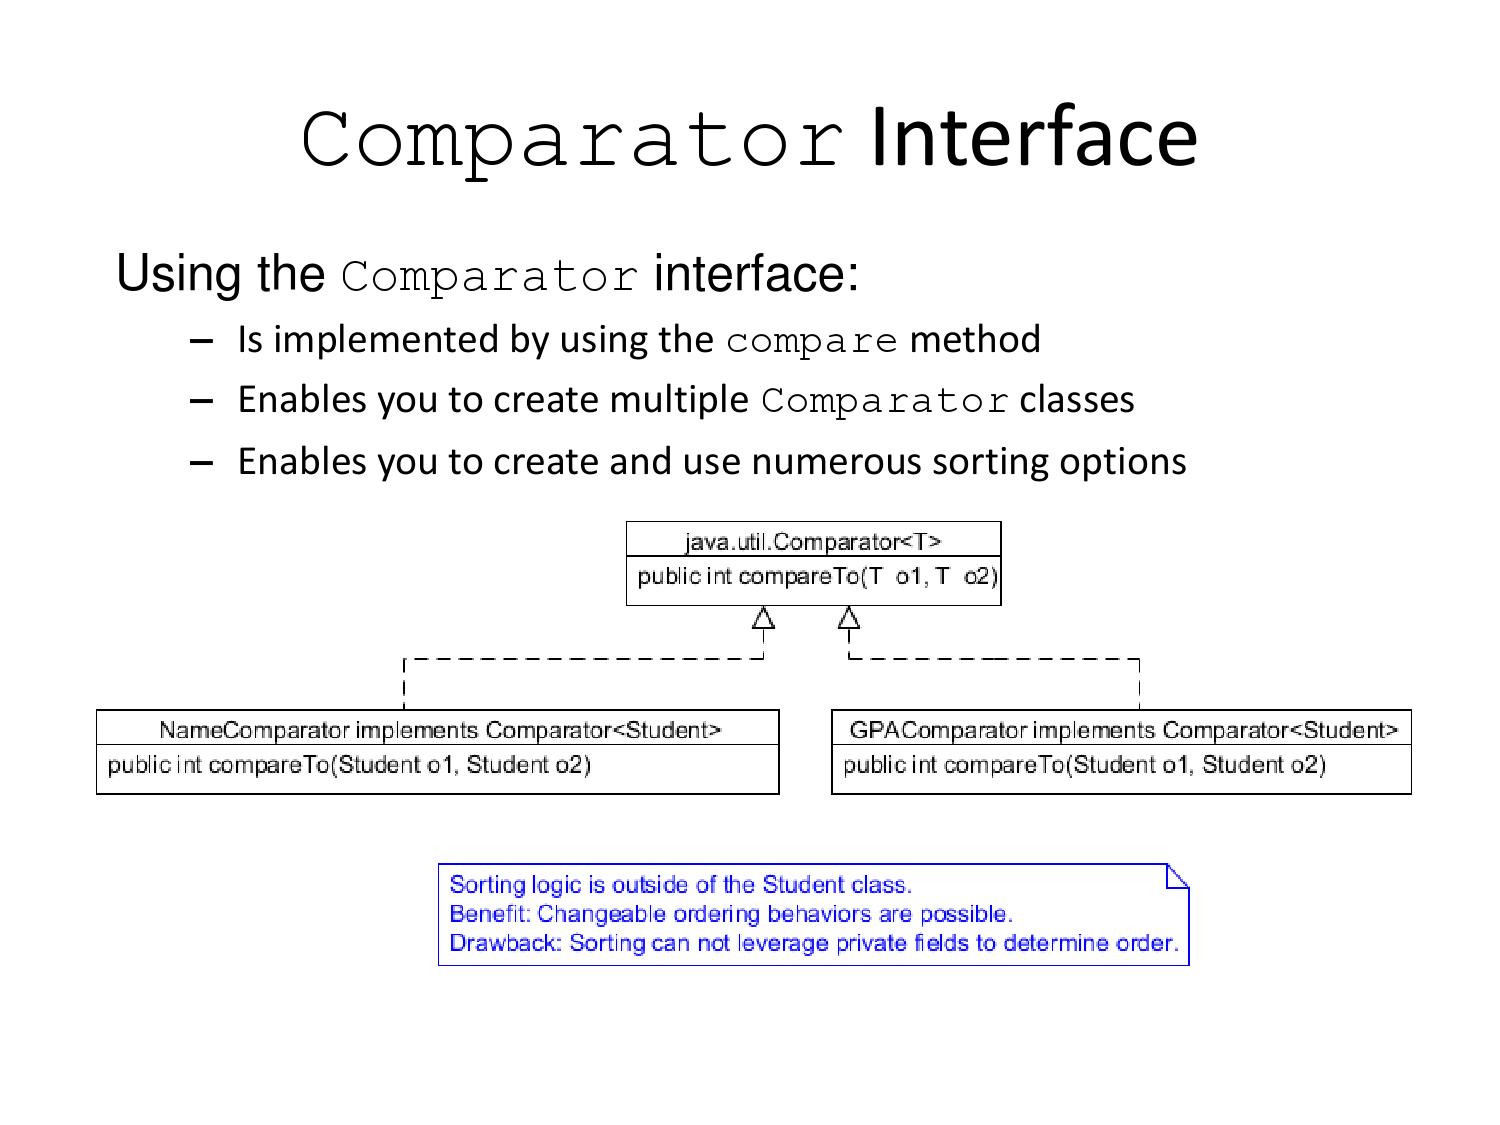 Comparator Interface
Using the Comparator interface:
– Is implemented by using the compare method
– Enables you to create multiple Comparator classes
– Enables you to create and use numerous sorting options
java.util.Comparator<T>
public int compareTo(T o1, T o2)
NameComparator implements Comparator<Student>
public int compareTo(Student o1, Student o2)
GPAComparator implements Comparator<Student>
public int compareTo(Student o1, Student o2)
Sorting logic is outside of the Student class.
Benefit: Changeable ordering behaviors are possible.
Drawback: Sorting can not leverage private fields to determine order.